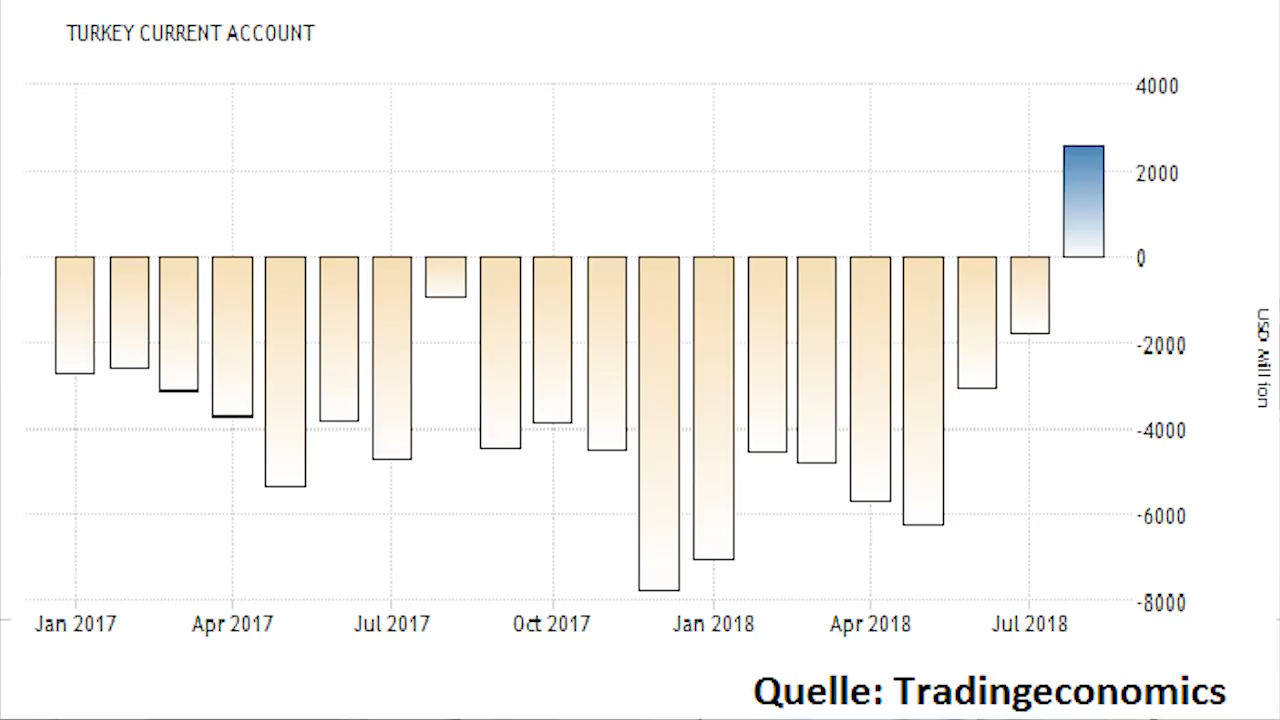 TURKEY CURRENT ACCOUNT
4000
2000
0
-2000
-4000
-6000
-8000
USD Million
Jan 2017 Apr 2017 Jul 2017 Oct 2017 Jan 2018 Apr 2018 Jul 2018
Quelle: Tradingeconomics